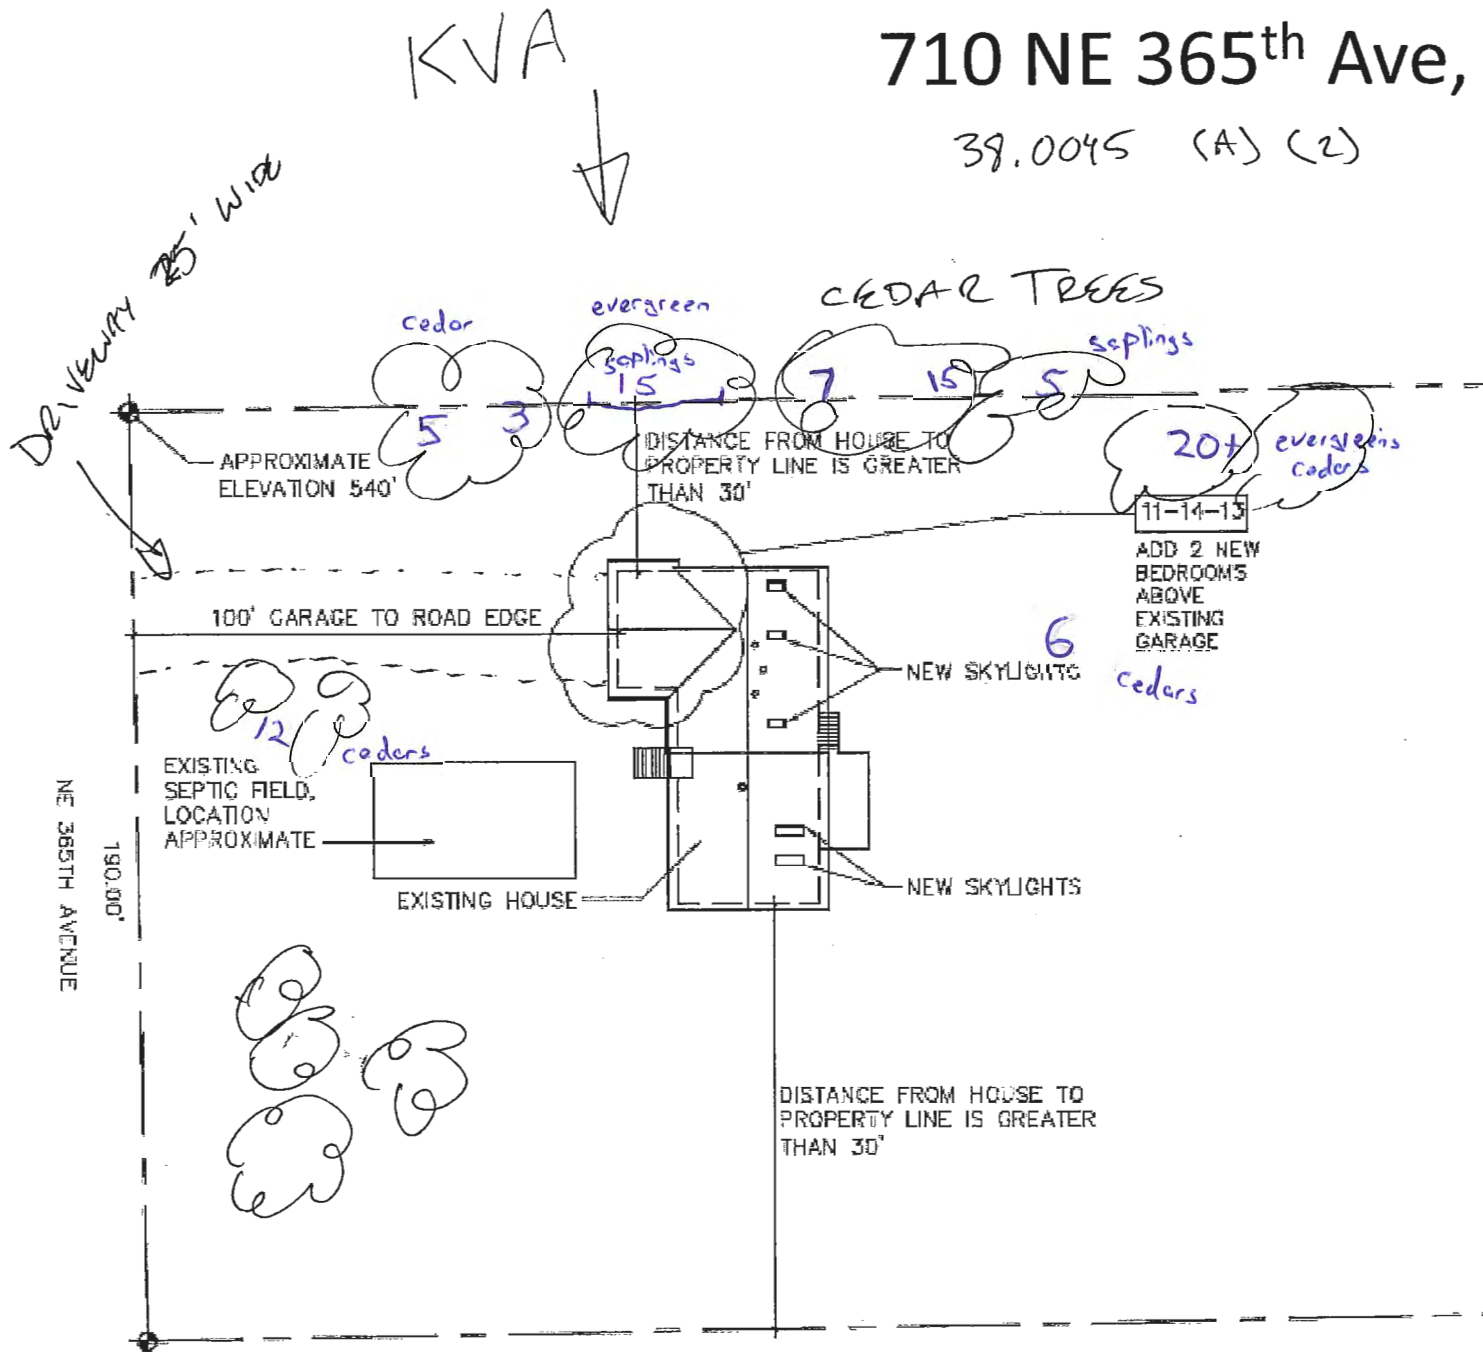 KVA
710 NE 365th Ave,
38.0045 (A) (2)
DRIVEWAY 25' WIDE
CEDAR TREES
cedar
evergreen
saplings
15
5
3
7
15
5
saplings
20+
evergreens
cedars
APPROXIMATE
ELEVATION 540'
DISTANCE FROM HOUSE TO
PROPERTY LINE IS GREATER
THAN 30'
11-14-13
ADD 2 NEW
BEDROOMS
ABOVE
EXISTING
GARAGE
100' GARAGE TO ROAD EDGE
6
cedars
NEW SKYLIGHTS
12
cedars
EXISTING
SEPTIC FIELD,
LOCATION
APPROXIMATE
NE 365TH AVENUE
190.00'
EXISTING HOUSE
NEW SKYLIGHTS
DISTANCE FROM HOUSE TO
PROPERTY LINE IS GREATER
THAN 30'